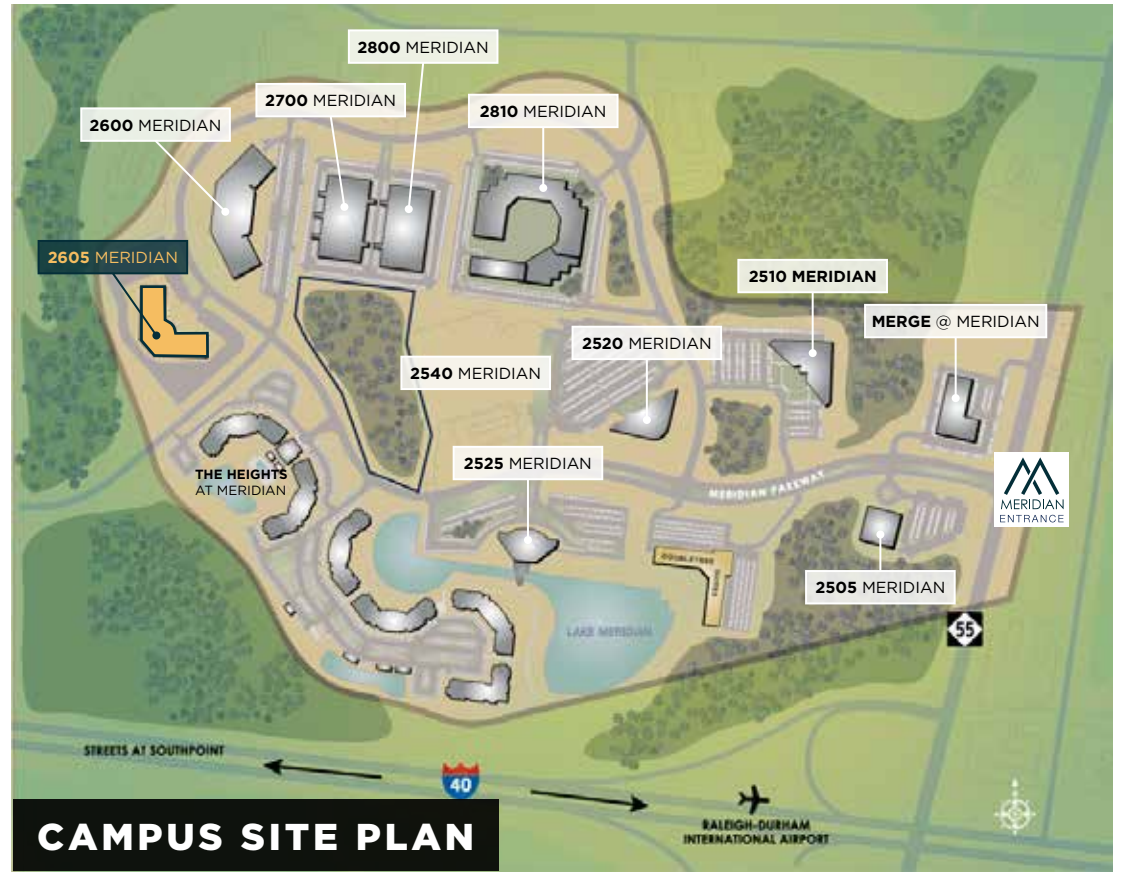 2800 MERIDIAN
2700 MERIDIAN
2810 MERIDIAN
2600 MERIDIAN
2605 MERIDIAN
2510 MERIDIAN
MERGE @ MERIDIAN
2520 MERIDIAN
2540 MERIDIAN
2525 MERIDIAN
THE HEIGHTS
AT MERIDIAN
MERIDIAN PARKWAY
MERIDIAN
ENTRANCE
DOUBLETREE
2505 MERIDIAN
LAKE MERIDIAN
55
STREETS AT SOUTHPOINT
40
RALEIGH-DURHAM
INTERNATIONAL AIRPORT
CAMPUS SITE PLAN